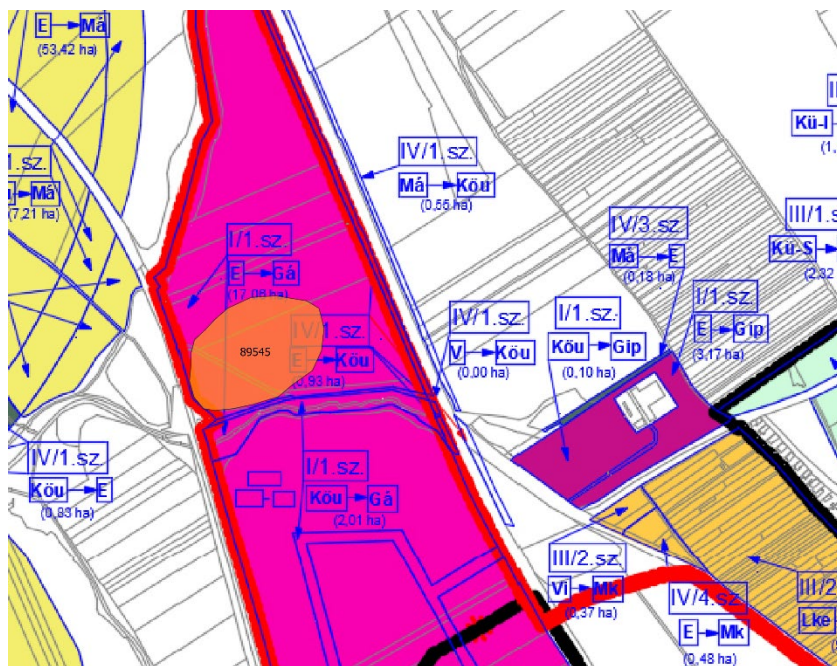 E → Má
(53,42 ha)
1.sz.
Má
(7,21 ha)
IV/1.sz.
Má → Köu
(0,66 ha)
Kü-I
III/1.s
Kü-S
I/1.sz.
E → Gá
(17,08 ha)
IV/3.sz.
Má → E
(0,18 ha)
I/1.sz.
E → Gip
(3,17 ha)
89545
IV/1.sz.
E → Köu
(0,93 ha)
IV/1.sz.
V → Köu
(0,00 ha)
I/1.sz.
Köu → Gip
(0,10 ha)
IV/1.sz.
Köu → E
(0,83 ha)
I/1.sz.
Köu → Gá
(2,01 ha)
III/2.sz.
Vi → Mk
(0,37 ha)
IV/4.sz.
E → Mk
(0,48 ha)
III/2
Lke